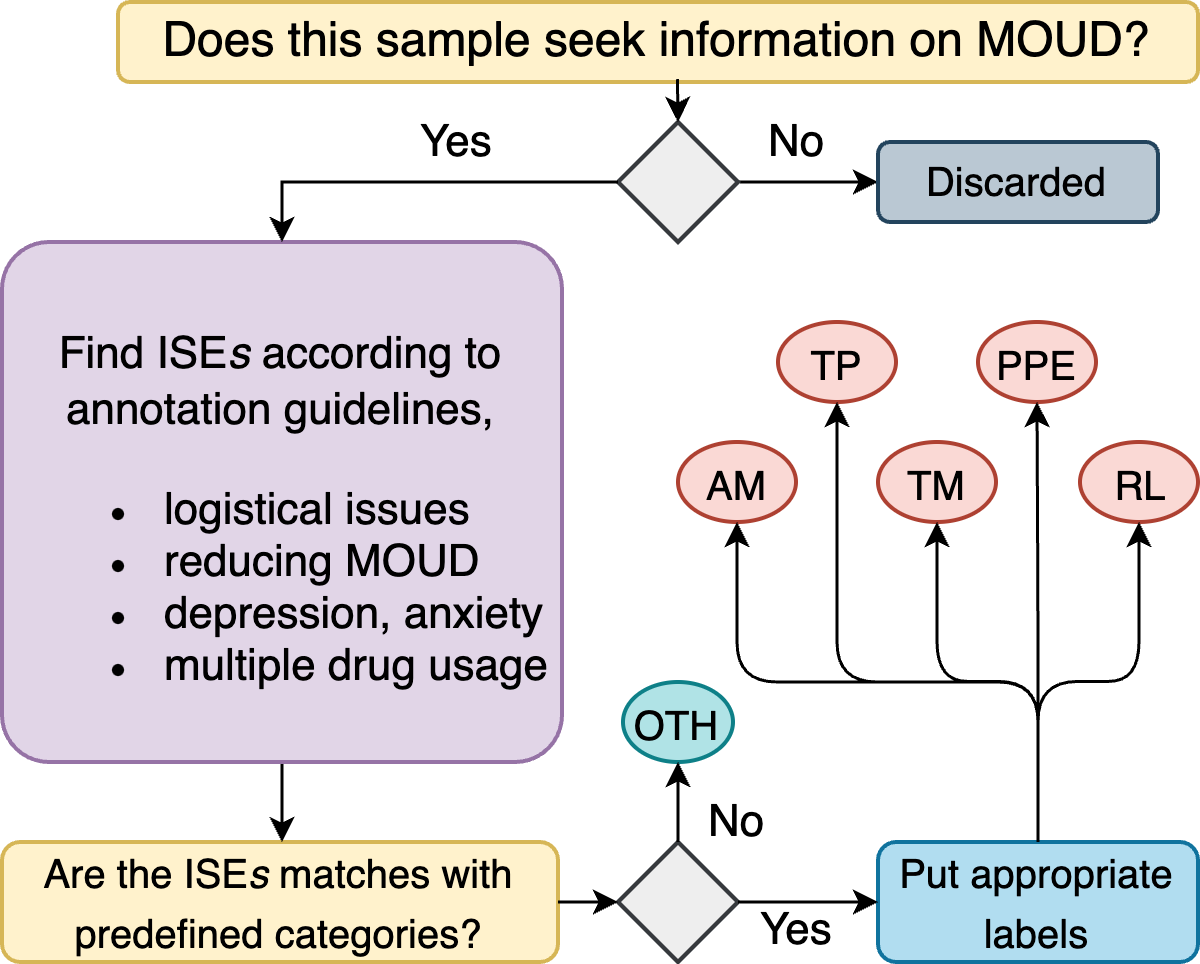 Does this sample seek information on MOUD?
Yes
No
Discarded
Find ISEs according to
annotation guidelines,
• logistical issues
• reducing MOUD
• depression, anxiety
• multiple drug usage
TP
PPE
AM
TM
RL
OTH
No
Are the ISEs matches with
predefined categories?
Yes
Put appropriate
labels